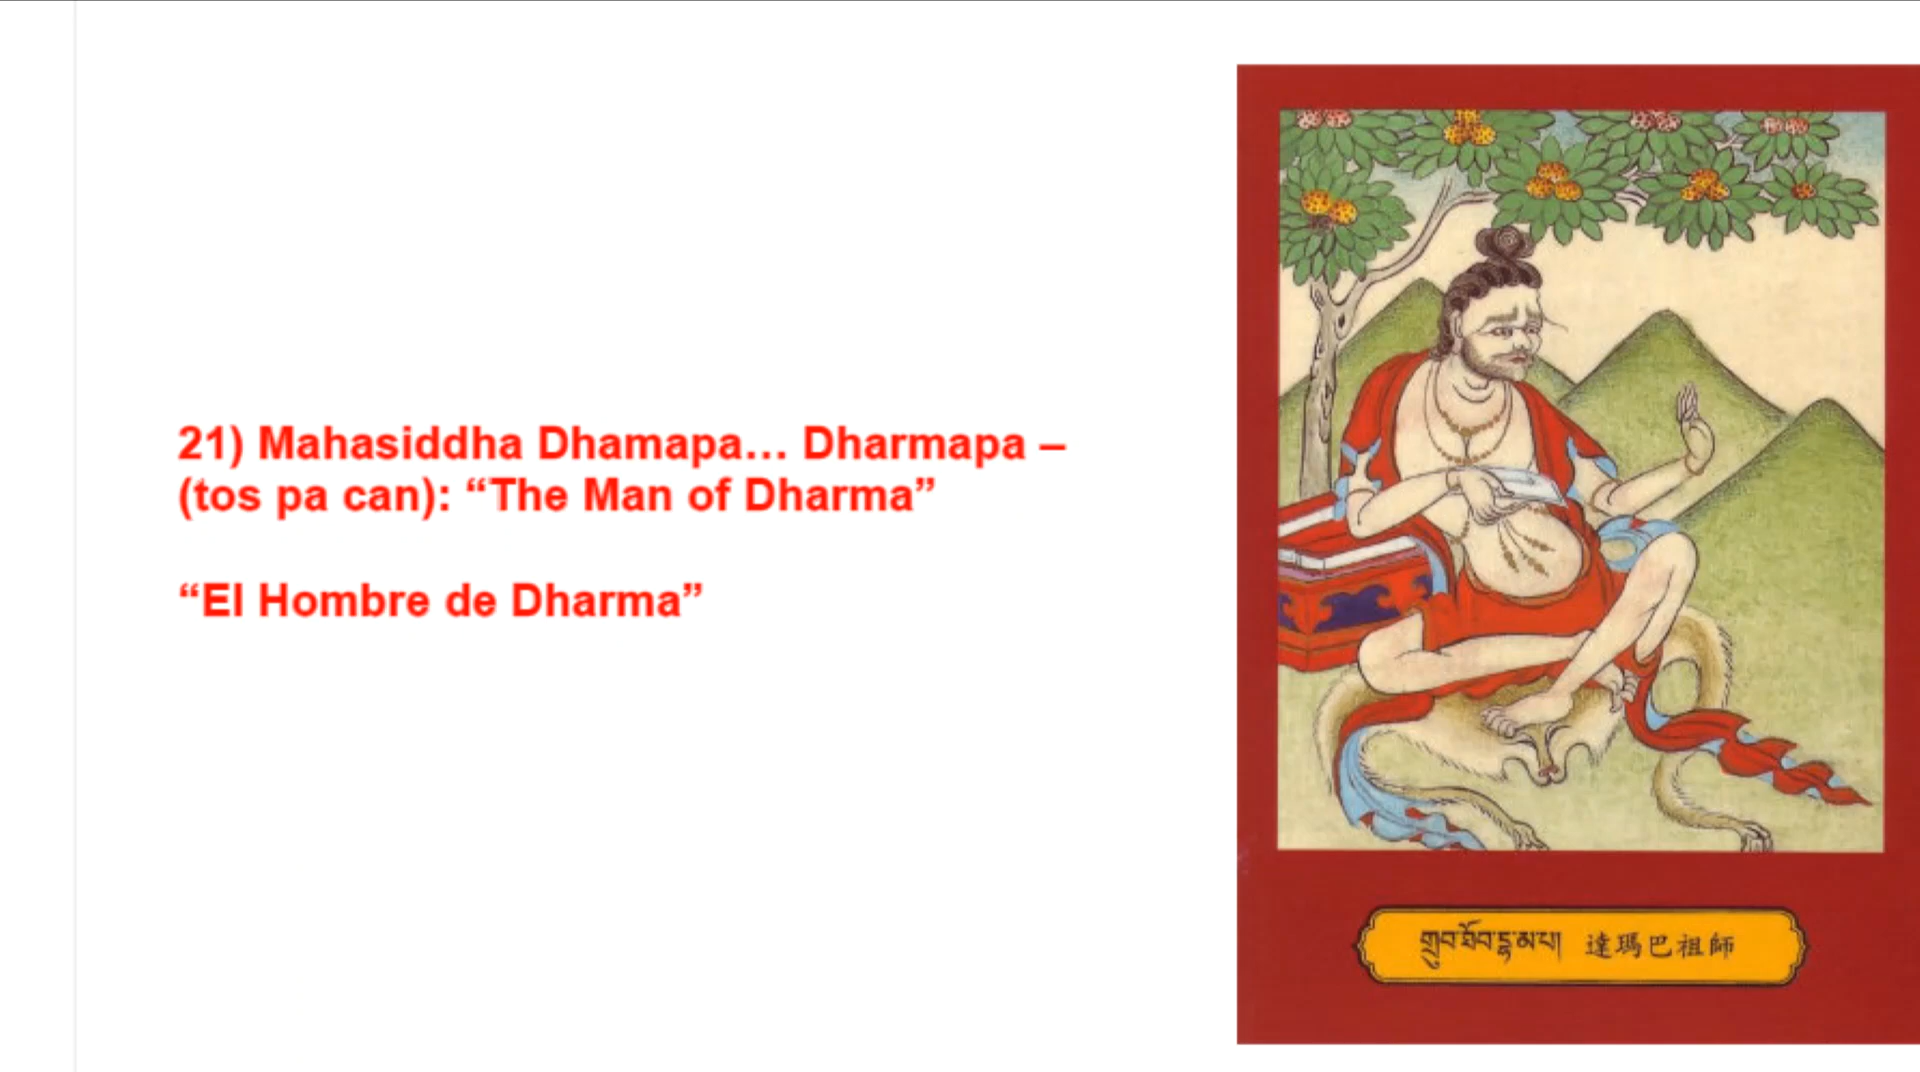 21) Mahasiddha Dhamapa… Dharmapa –
(tos pa can): “The Man of Dharma”
“El Hombre de Dharma”
གྲུབ་ཐོབ་དྷ་མ་པ། 達瑪巴祖師